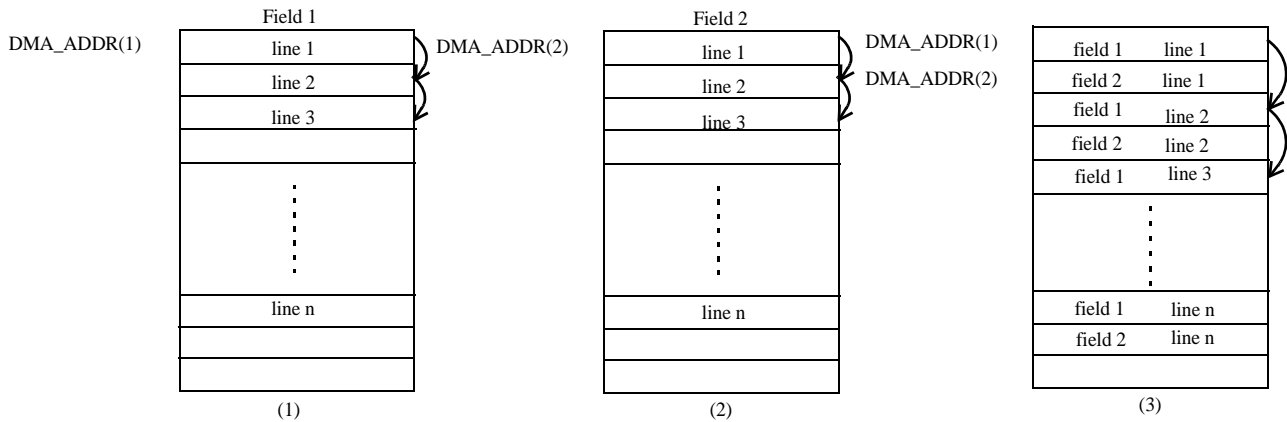 Field 1
DMA_ADDR(1)
line 1
DMA_ADDR(2)
line 2
line 3
line n
(1)
Field 2
line 1
DMA_ADDR(1)
line 2
DMA_ADDR(2)
line 3
line n
(2)
field 1 line 1
field 2 line 1
field 1 line 2
field 2 line 2
field 1 line 3
field 1 line n
field 2 line n
(3)